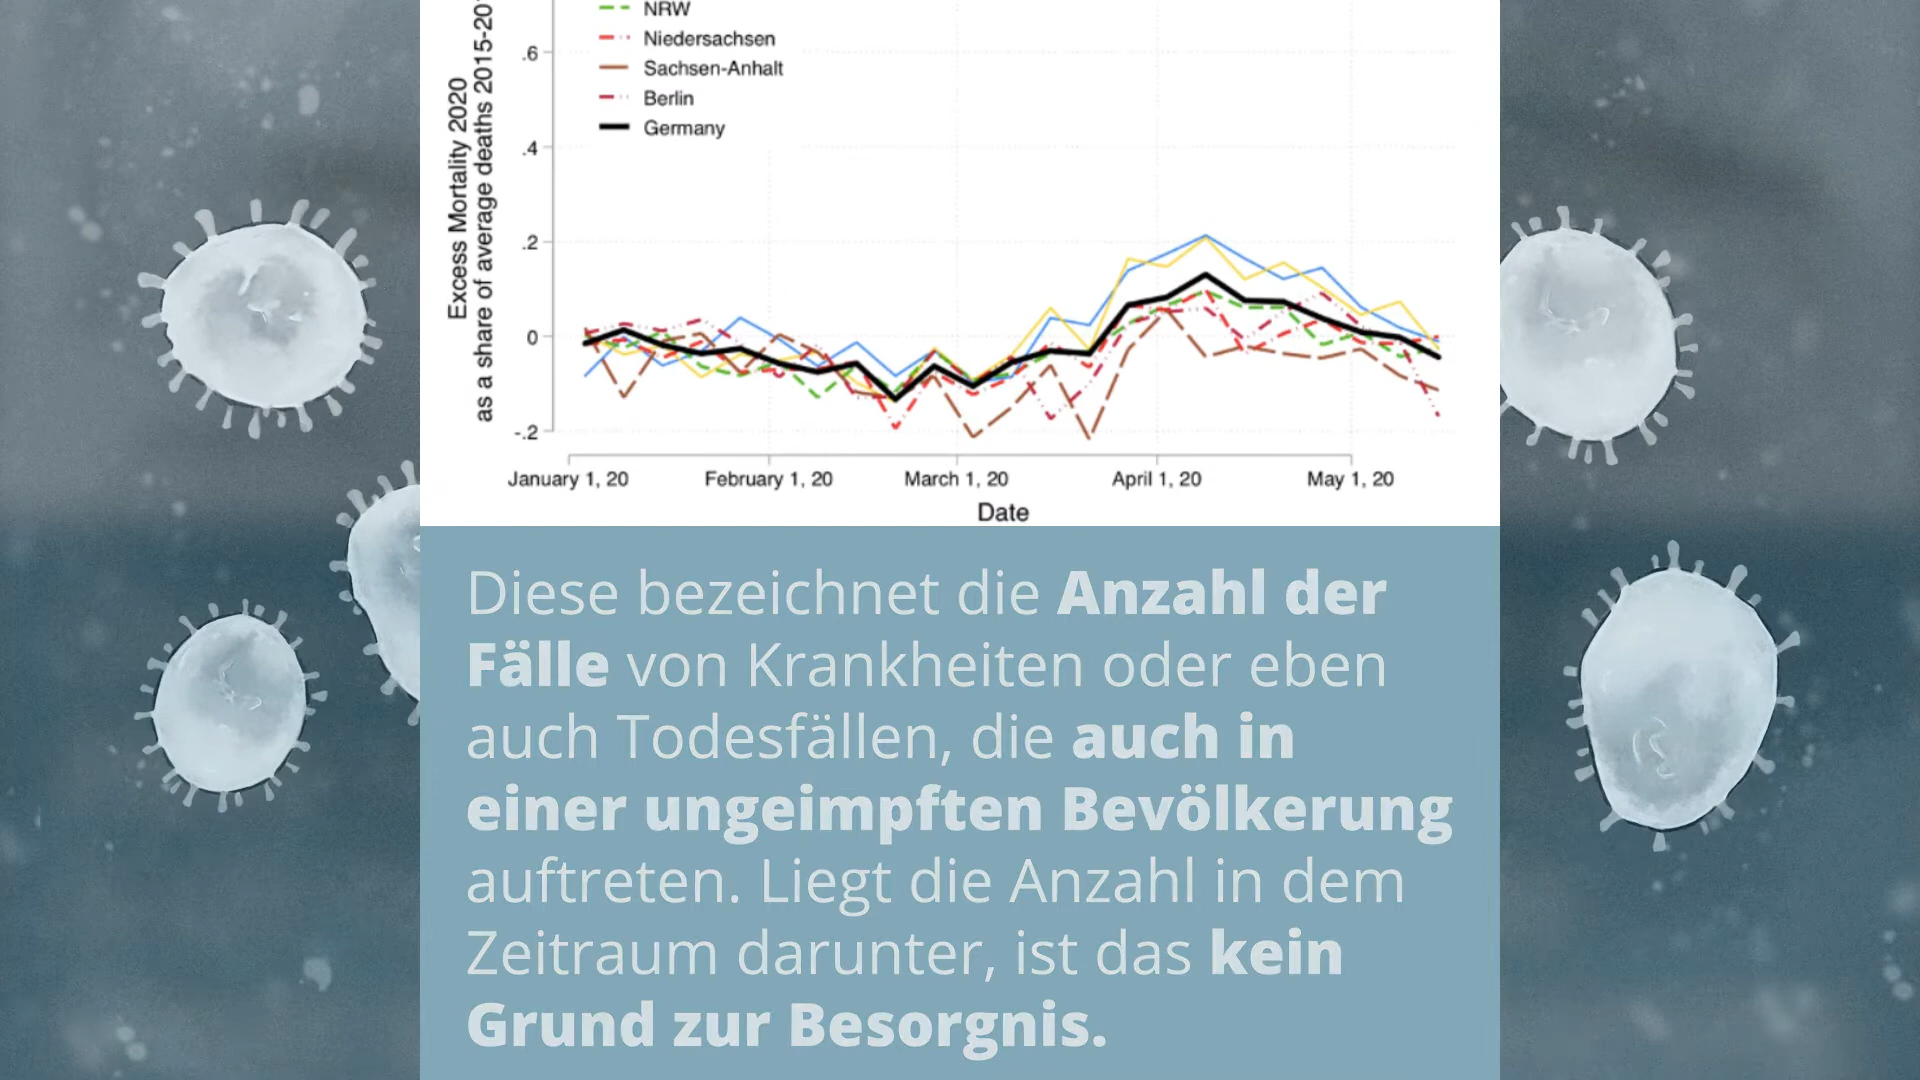 NRW
Niedersachsen
Sachsen-Anhalt
Berlin
Germany
Excess Mortality 2020
as a share of average deaths 2015-20
.6
.4
.2
0
-.2
January 1, 20
February 1, 20
March 1, 20
April 1, 20
May 1, 20
Date
Diese bezeichnet die Anzahl der
Fälle von Krankheiten oder eben
auch Todesfällen, die auch in
einer ungeimpften Bevölkerung
auftreten. Liegt die Anzahl in dem
Zeitraum darunter, ist das kein
Grund zur Besorgnis.